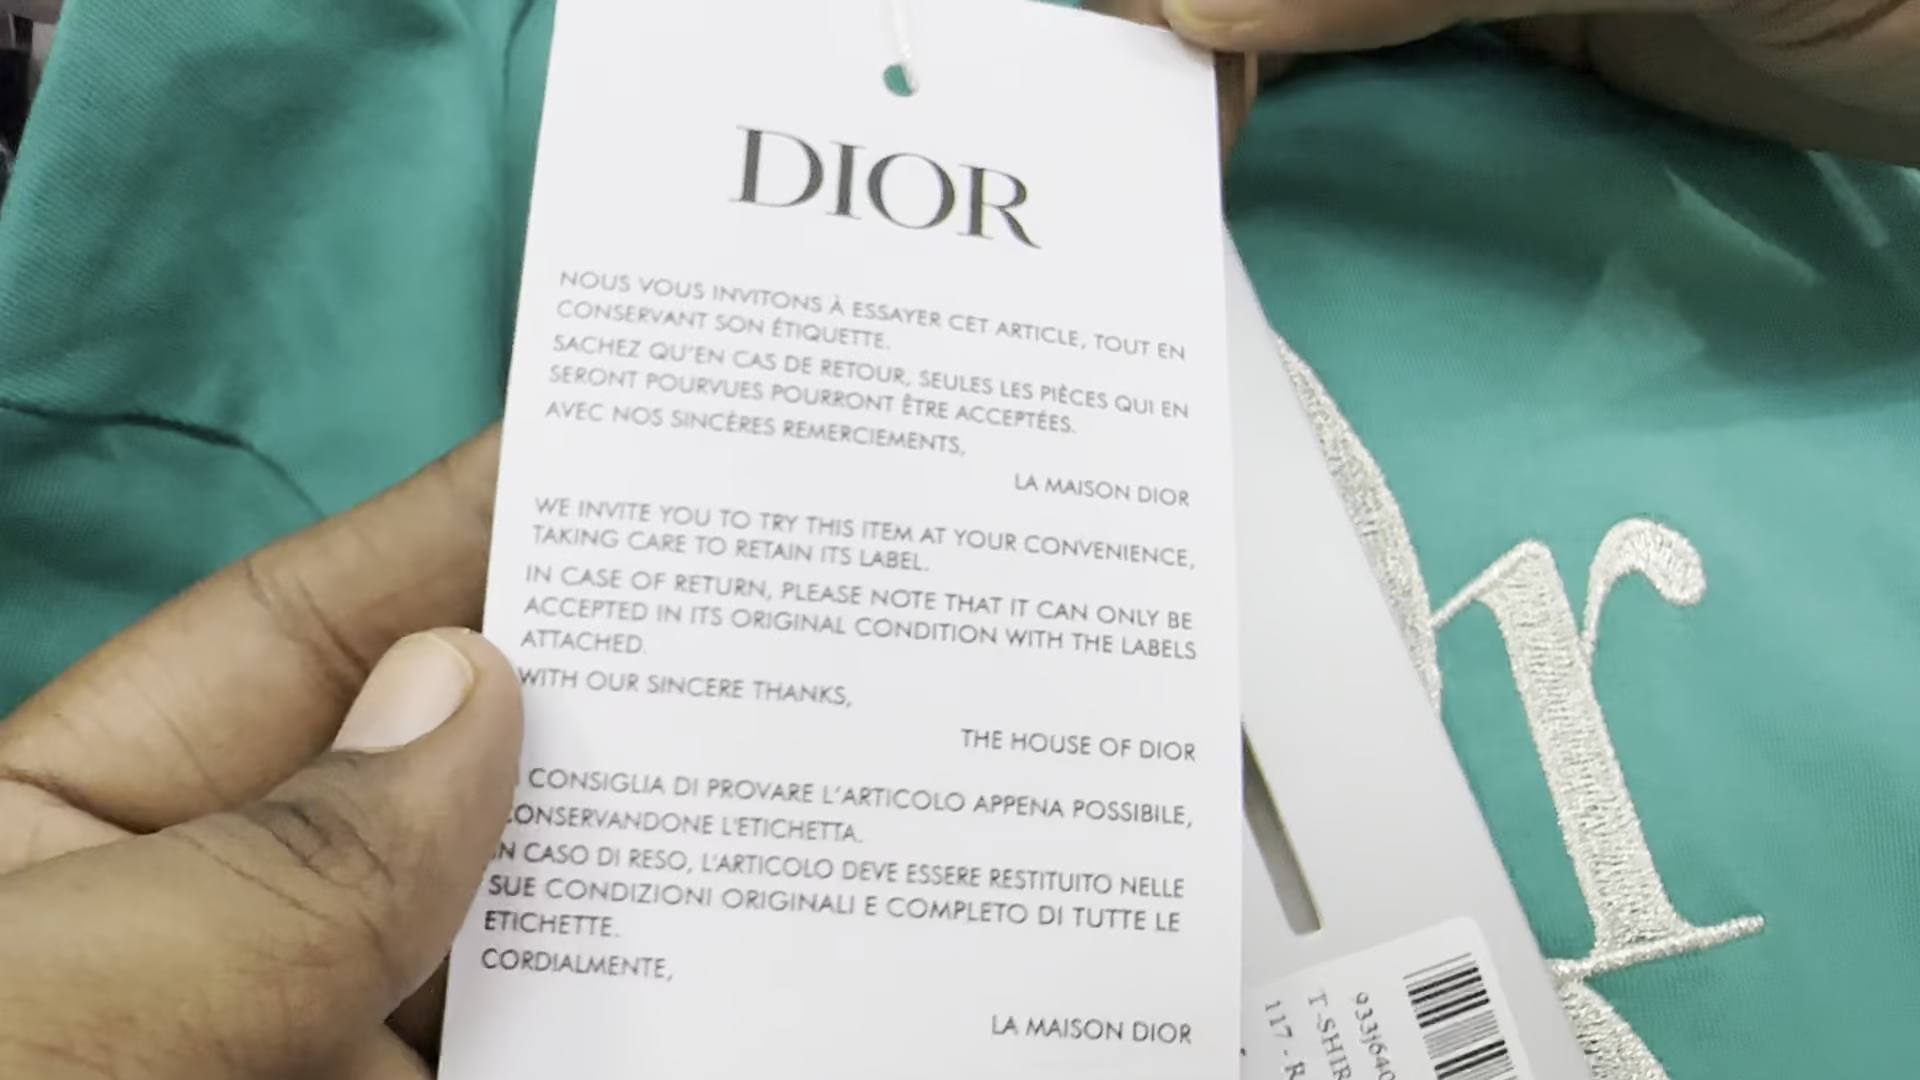 DIOR
NOUS VOUS INVITONS À ESSAYER CET ARTICLE, TOUT EN
CONSERVANT SON ÉTIQUETTE.
SACHEZ QU'EN CAS DE RETOUR, SEULES LES PIÈCES QUI EN
SERONT POURVUES POURRONT ÊTRE ACCEPTÉES.
AVEC NOS SINCÈRES REMERCIEMENTS,
LA MAISON DIOR
WE INVITE YOU TO TRY THIS ITEM AT YOUR CONVENIENCE,
TAKING CARE TO RETAIN ITS LABEL.
IN CASE OF RETURN, PLEASE NOTE THAT IT CAN ONLY BE
ACCEPTED IN ITS ORIGINAL CONDITION WITH THE LABELS
ATTACHED.
WITH OUR SINCERE THANKS,
THE HOUSE OF DIOR
CONSIGLIA DI PROVARE L'ARTICOLO APPENA POSSIBILE,
CONSERVANDONE L'ETICHETTA.
IN CASO DI RESO, L'ARTICOLO DEVE ESSERE RESTITUITO NELLE
SUE CONDIZIONI ORIGINALI E COMPLETO DI TUTTE LE
ETICHETTE.
CORDIALMENTE,
LA MAISON DIOR
r
933J640
T-SHIR
117 - R